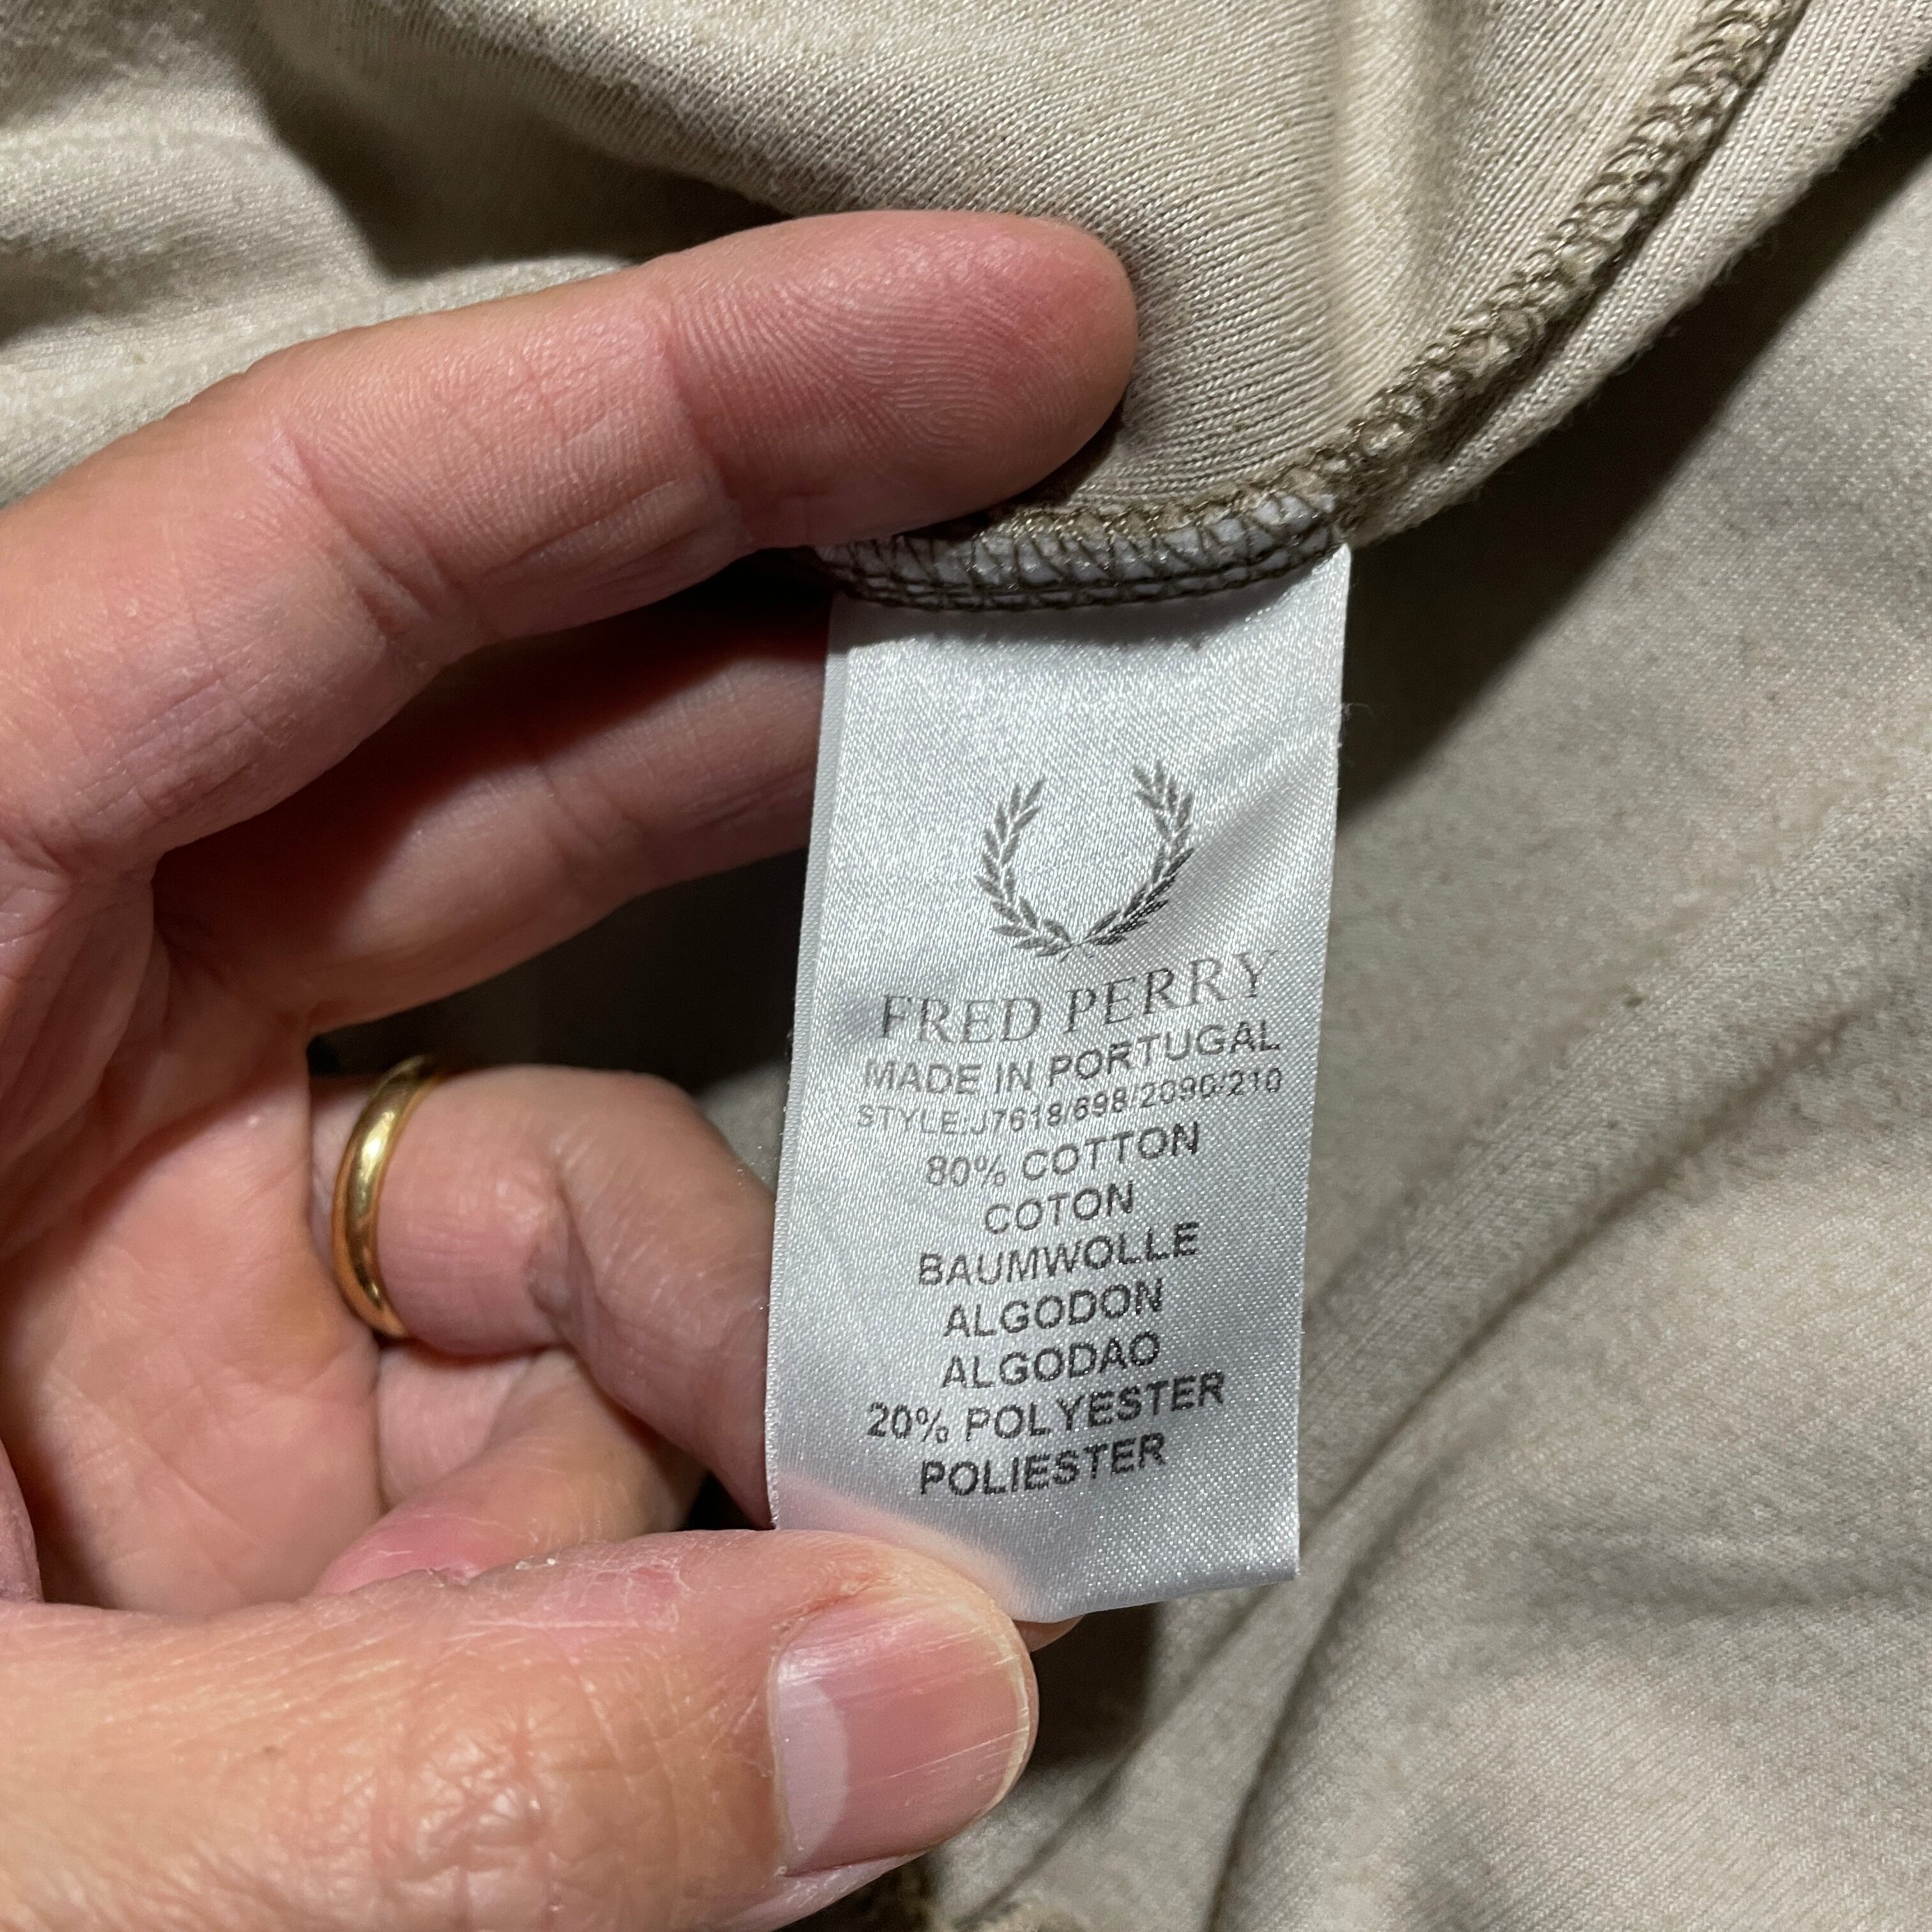 FRED PERRY
MADE IN PORTUGAL
STYLE:J7618/698/2090/210
80% COTTON
COTON
BAUMWOLLE
ALGODON
ALGODAO
20% POLYESTER
POLIESTER